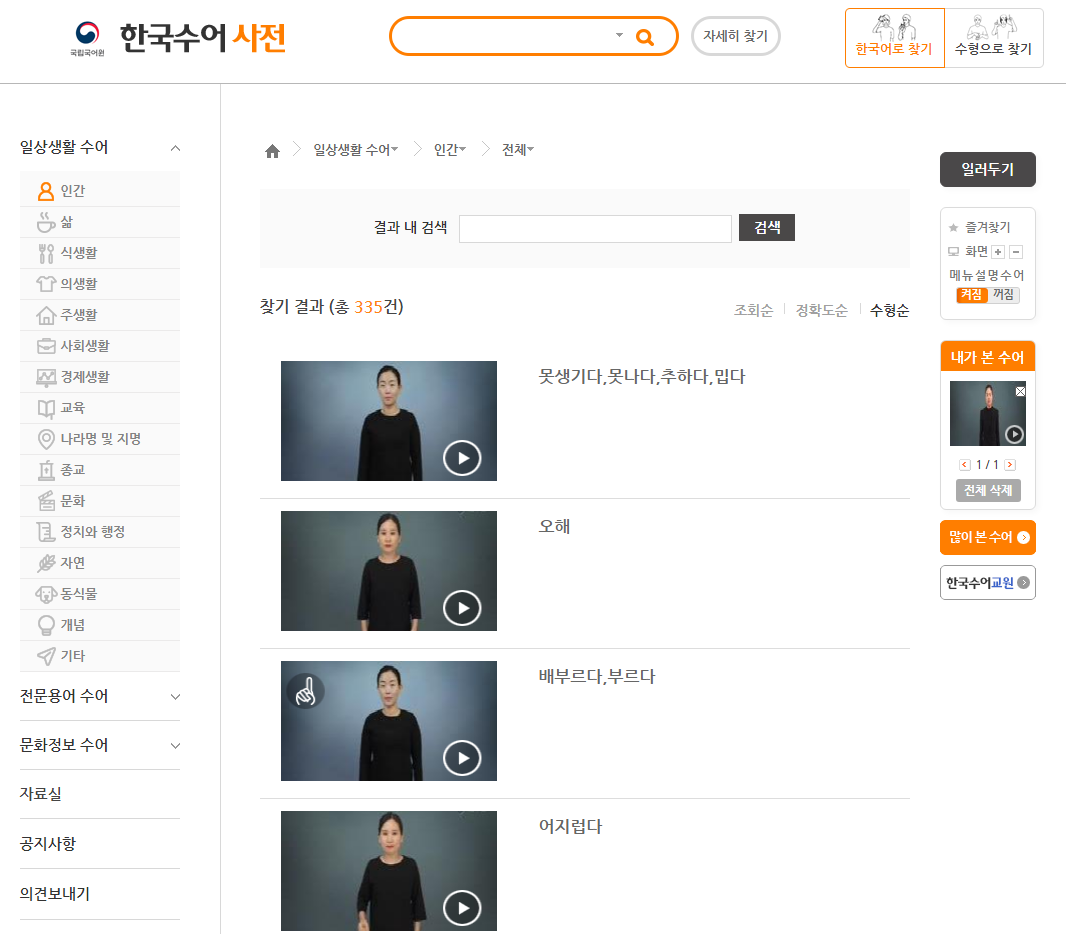 국립국어원
한국수어 사전
자세히 찾기
한국어로 찾기
수형으로 찾기
일상생활 수어
인간
삶
식생활
의생활
주생활
사회생활
경제생활
교육
나라명 및 지명
종교
문화
정치와 행정
자연
동식물
개념
기타
전문용어 수어
문화정보 수어
자료실
공지사항
의견보내기
일상생활 수어
인간
전체
결과 내 검색
검색
찾기 결과 (총 335건)
조회순
정확도순
수형순
못생기다,못나다,추하다,밉다
오해
배부르다,부르다
어지럽다
일러두기
즐겨찾기
화면 + −
메뉴설명수어
켜짐 꺼짐
내가 본 수어
< 1 / 1 >
전체 삭제
많이 본 수어
한국수어교원